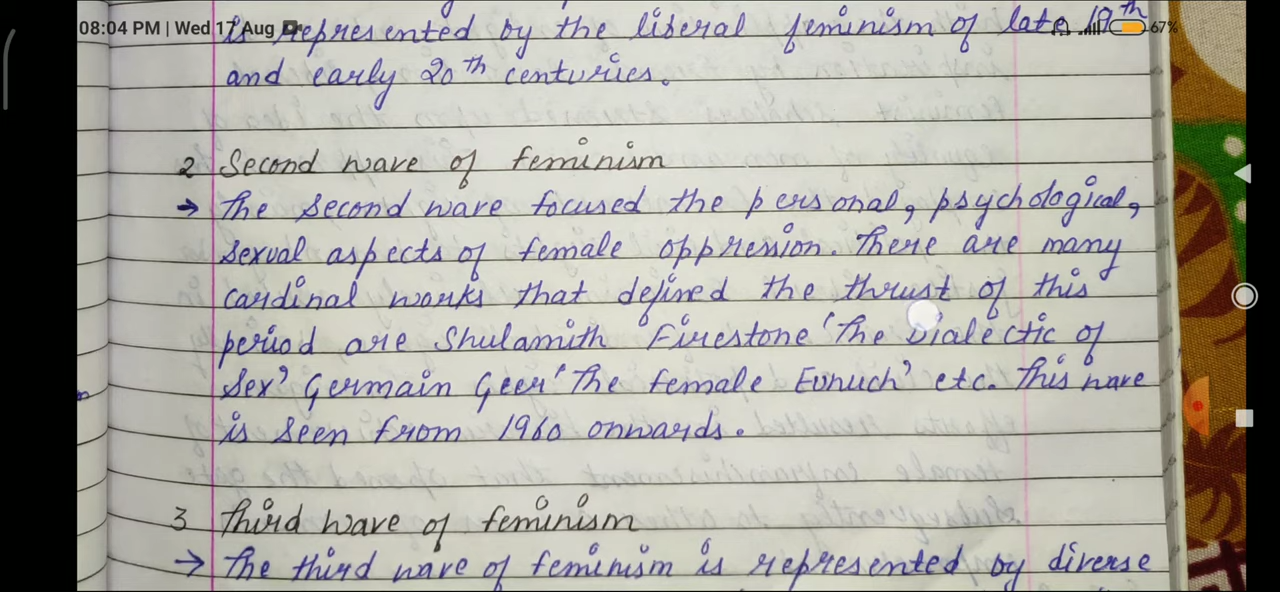 08:04 PM | Wed 17 Aug 67%
is represented by the liberal feminism of late th
and early 20th centuries.
2 Second wave of feminism
→ The second wave focused the personal, psychological,
sexual aspects of female oppression. There are many
cardinal works that defined the thrust of this
period are Shulamith Firestone 'The Dialectic of
Sex' Germain Geer 'The female Eunuch' etc. This wave
is seen from 1960 onwards.
3 Third wave of feminism
→ The third wave of feminism is represented by diverse